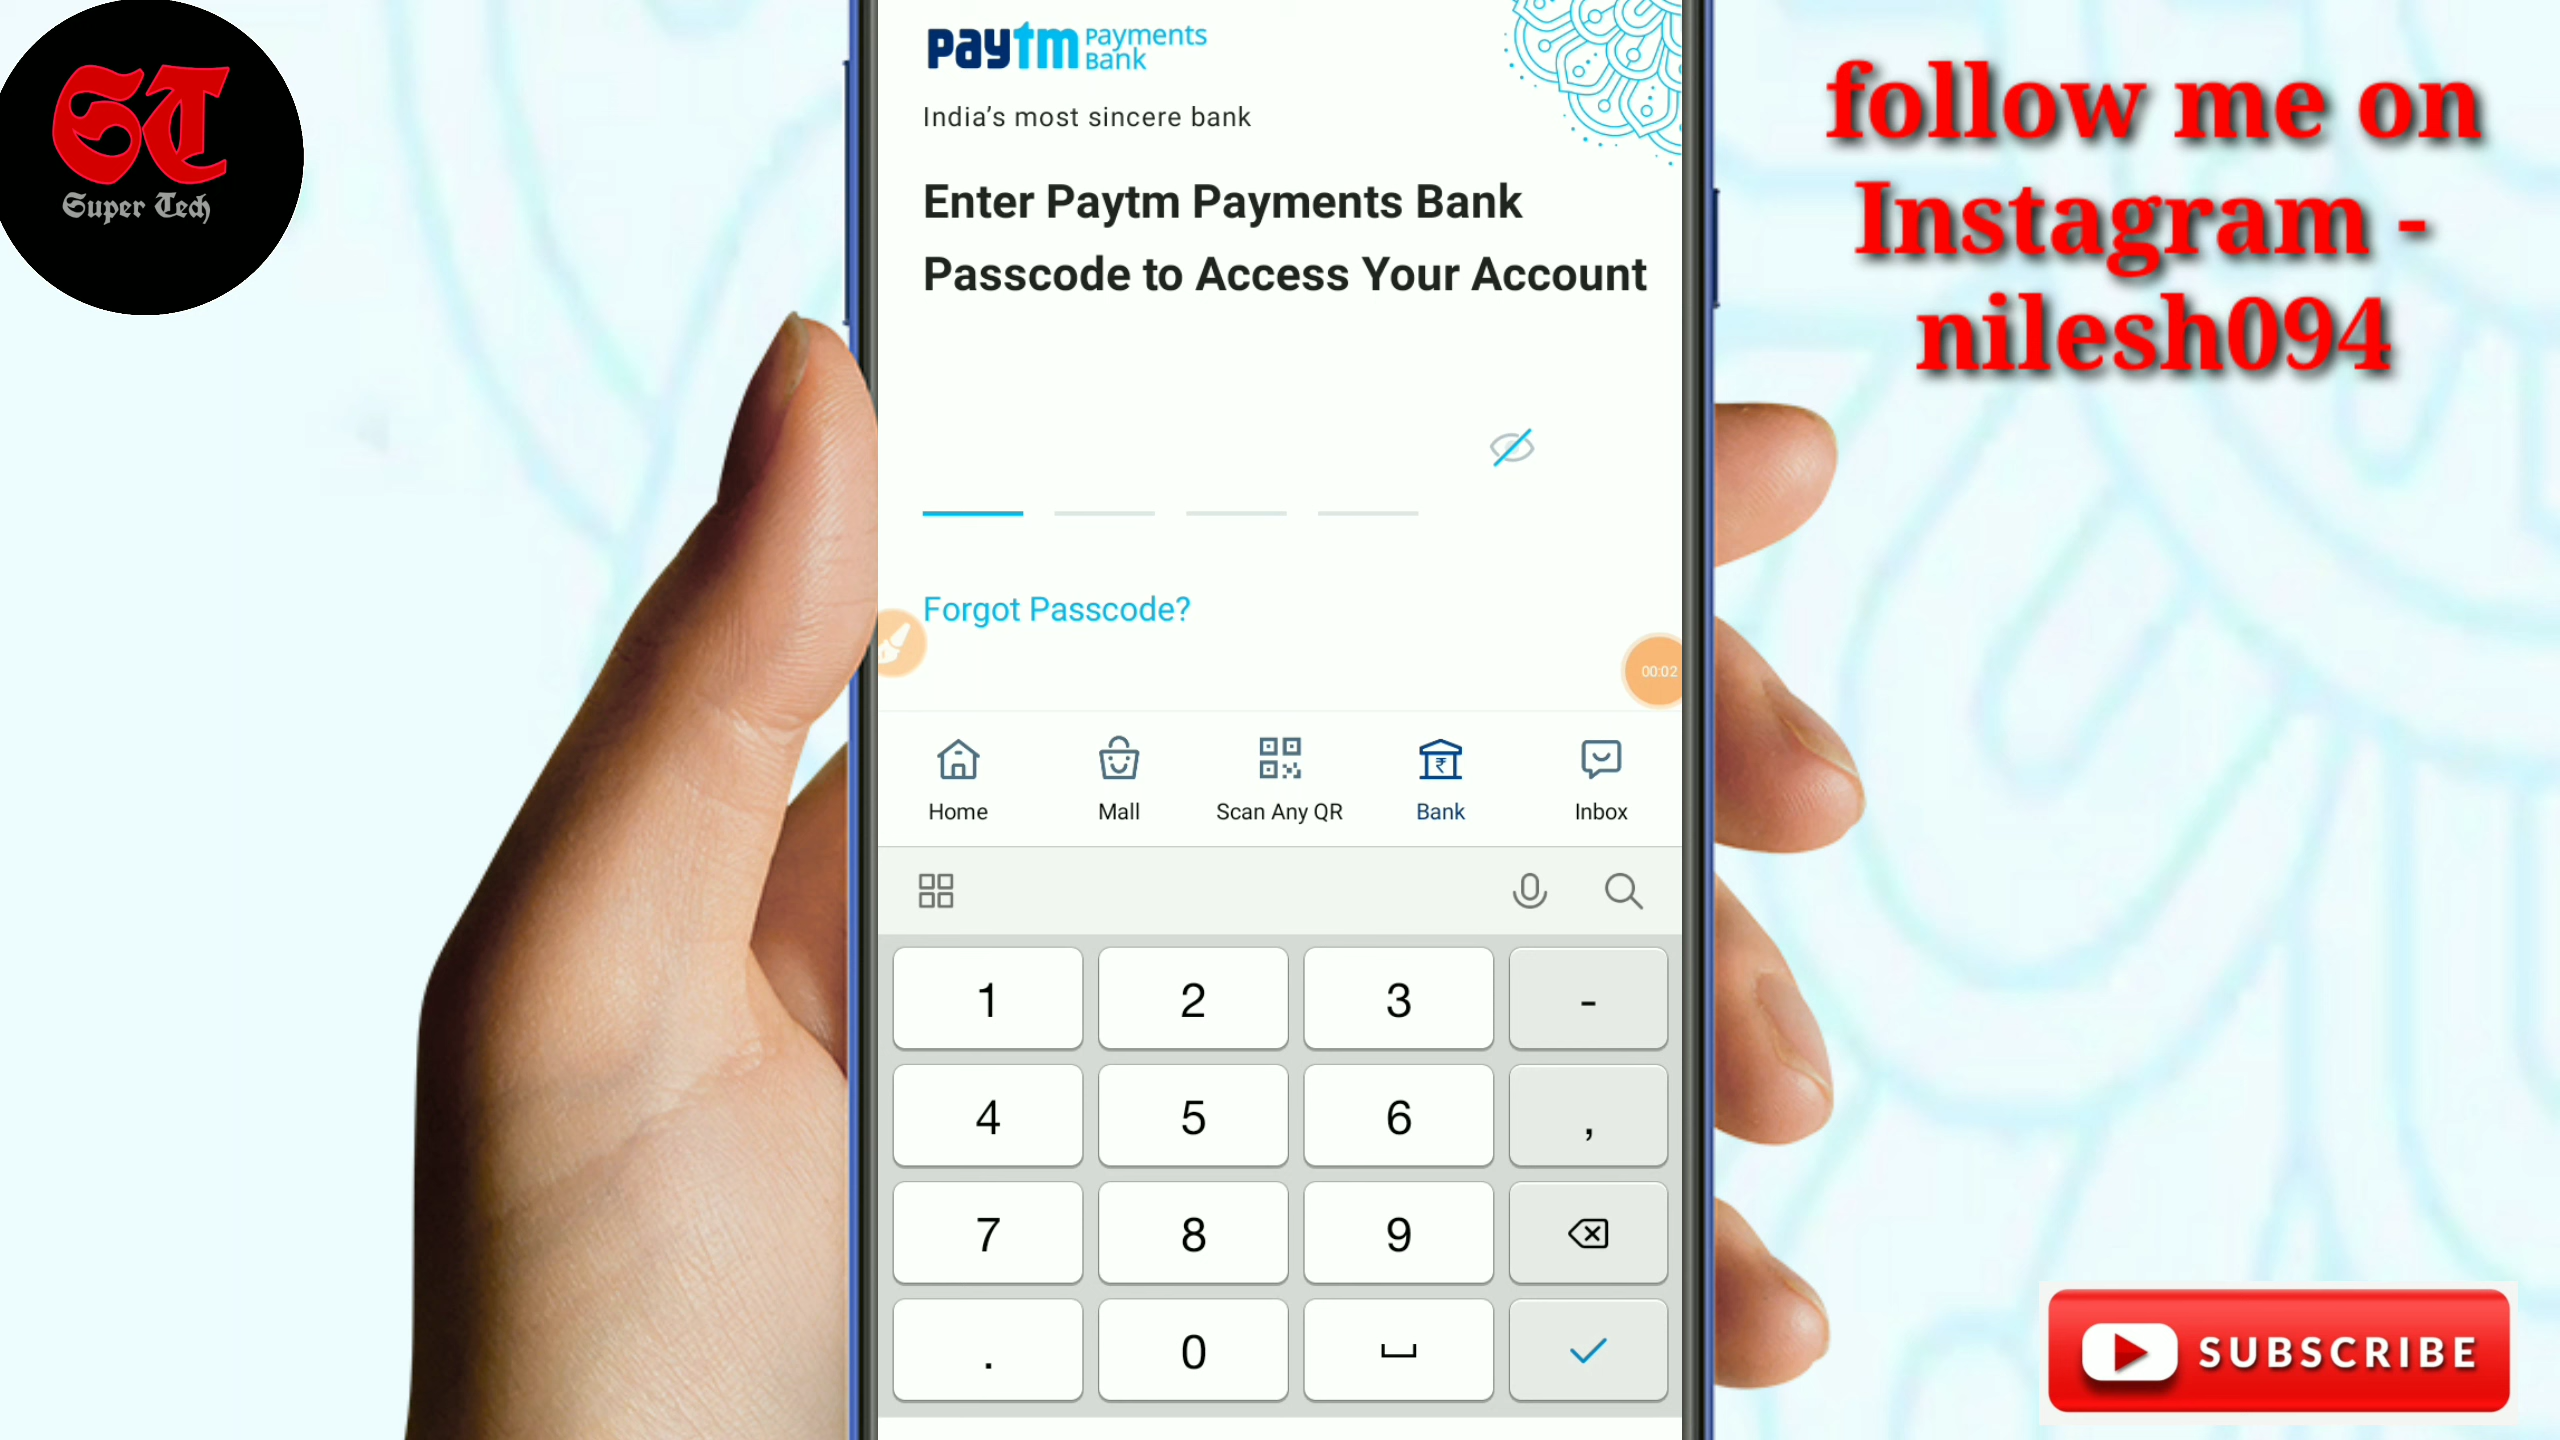 ST
Super Tech
paytm Payments Bank
India's most sincere bank
Enter Paytm Payments Bank
Passcode to Access Your Account
Forgot Passcode?
00:02
Home Mall Scan Any QR Bank Inbox
1 2 3 -
4 5 6 ,
7 8 9
. 0
follow me on
Instagram -
nilesh094
SUBSCRIBE